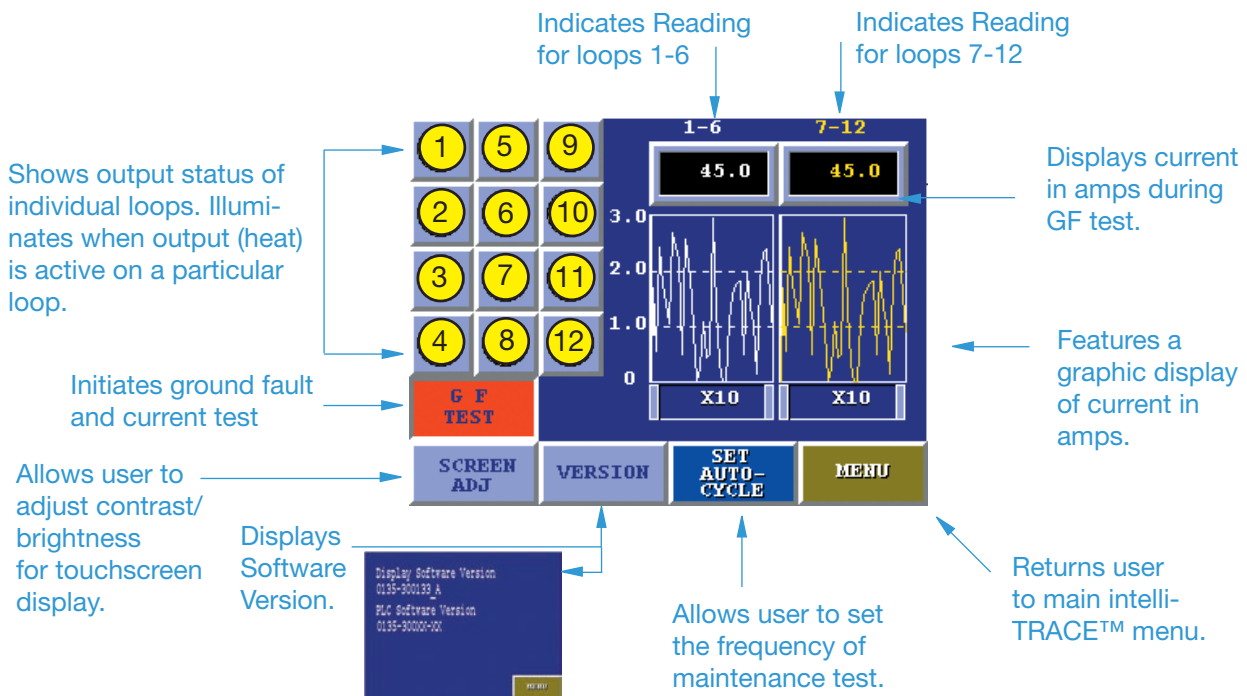 Indicates Reading
for loops 1-6
Indicates Reading
for loops 7-12
Shows output status of
individual loops. Illumi-
nates when output (heat)
is active on a particular
loop.
1 5 9
2 6 10
3 7 11
4 8 12
1-6 7-12
45.0 45.0
3.0
2.0
1.0
0
X10 X10
Displays current
in amps during
GF test.
Features a
graphic display
of current in
amps.
Initiates ground fault
and current test
G F
TEST
SCREEN
ADJ
VERSION
SET
AUTO-
CYCLE
MENU
Allows user to
adjust contrast/
brightness
for touchscreen
display.
Displays
Software
Version.
Display Software Version
0135-300133_A
PLC Software Version
0135-300XX-XX
MENU
Allows user to set
the frequency of
maintenance test.
Returns user
to main intelli-
TRACE™ menu.